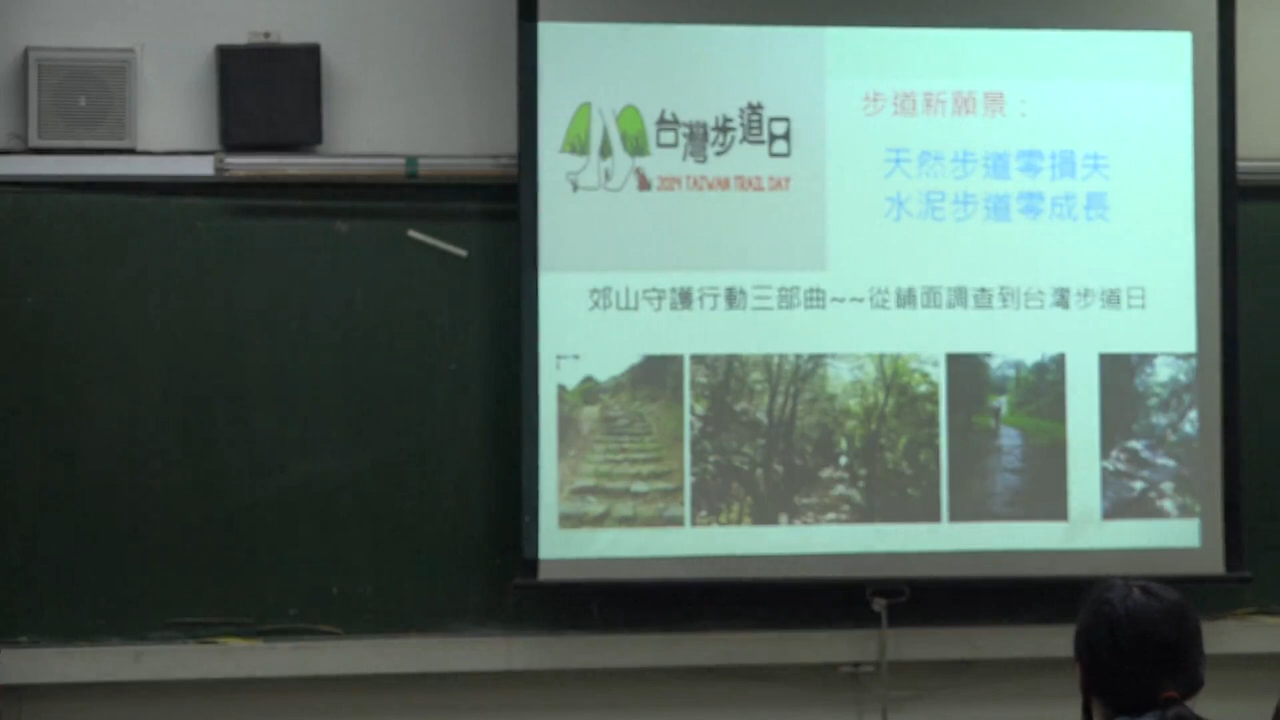 台灣步道日
2014 TAIWAN TRAIL DAY
步道新願景：
天然步道零損失
水泥步道零成長
郊山守護行動三部曲~~從鋪面調查到台灣步道日